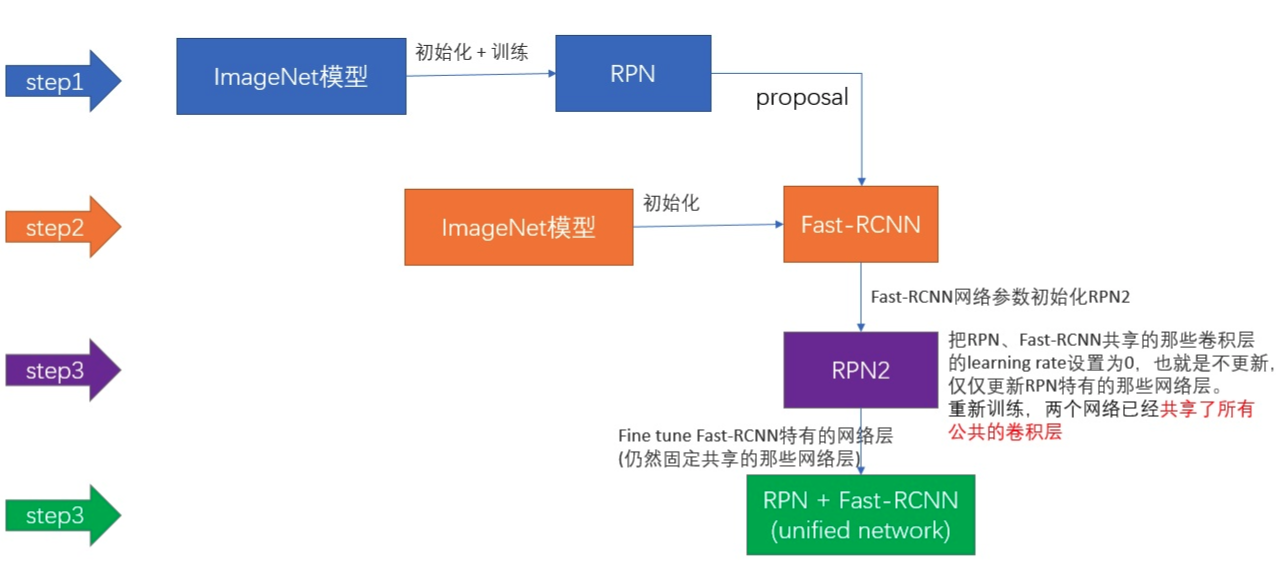 step1
ImageNet模型
初始化 + 训练
RPN
proposal
step2
ImageNet模型
初始化
Fast-RCNN
Fast-RCNN网络参数初始化RPN2
step3
RPN2
把RPN、Fast-RCNN共享的那些卷积层
的learning rate设置为0，也就是不更新，
仅仅更新RPN特有的那些网络层。
重新训练，两个网络已经共享了所有
公共的卷积层
Fine tune Fast-RCNN特有的网络层
(仍然固定共享的那些网络层)
step3
RPN + Fast-RCNN
(unified network)